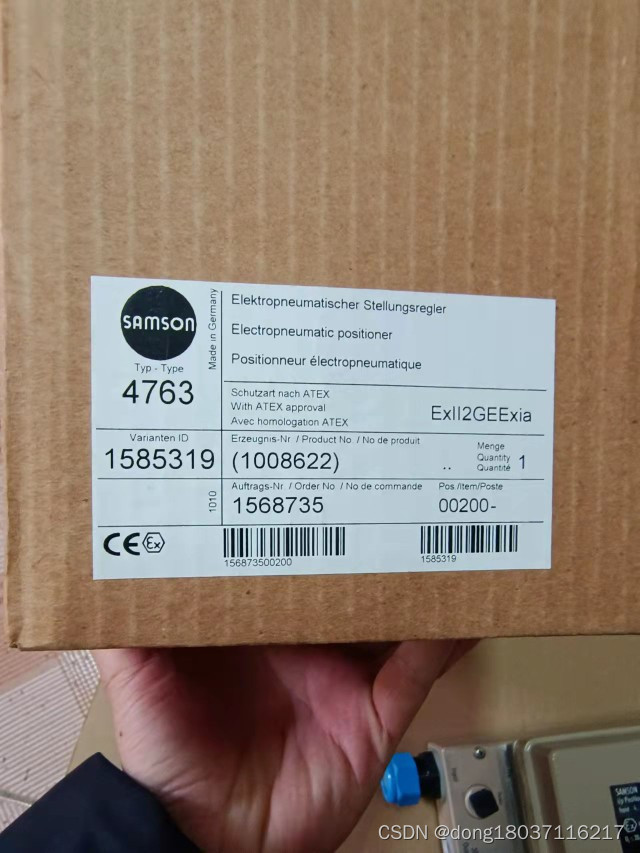 SAMSON
Made in Germany
Typ - Type
4763
Elektropneumatischer Stellungsregler
Electropneumatic positioner
Positionneur électropneumatique
Schutzart nach ATEX
With ATEX approval
Avec homologation ATEX
ExII2GEExia
Varianten ID
1585319
Erzeugnis-Nr. / Product No. / No de produit
(1008622)
..
Menge
Quantity
Quantité
1
1010
Auftrags-Nr / Order No. / No de commande
1568735
Pos./Item/Poste
00200-
CE Ex
156873500200
1585319
SAMSON
CSDN @dong18037116217